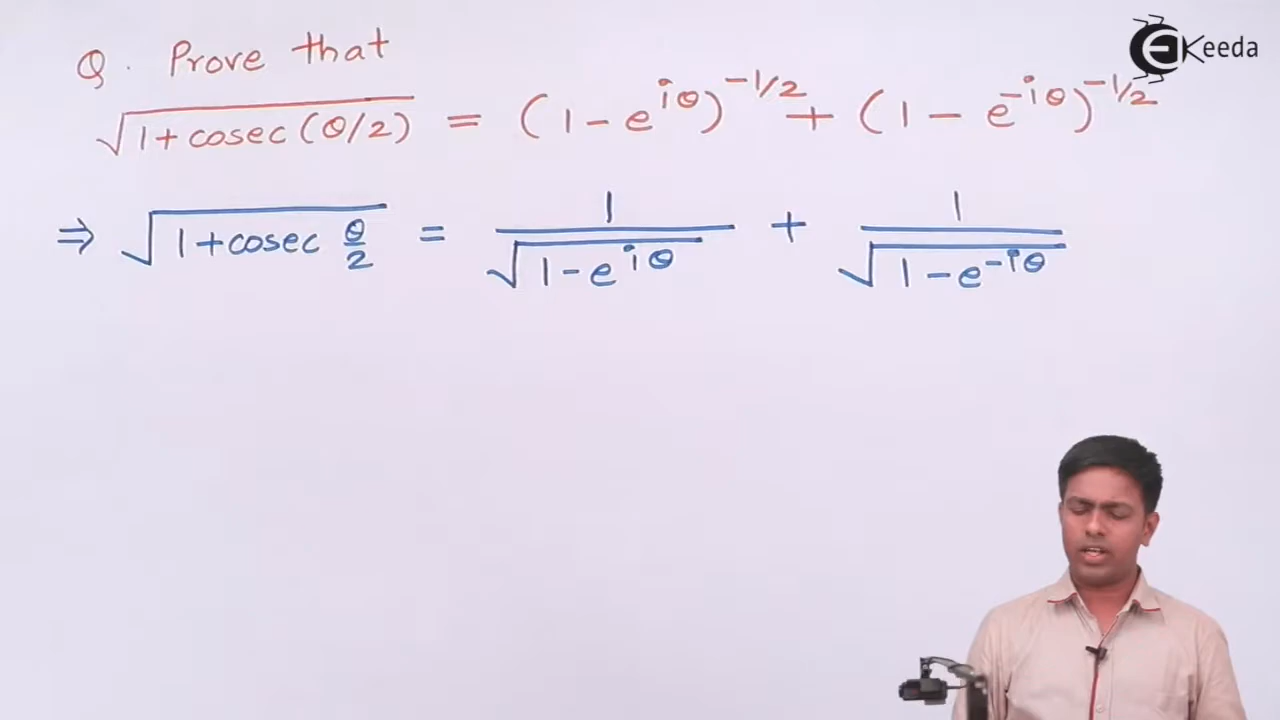 Q. Prove that
EKeeda
√1+cosec(θ/2) = (1-e^{iθ})^{-1/2} + (1-e^{-iθ})^{-1/2}
⇒ √1+cosec θ/2 = 1/√1-e^{iθ} + 1/√1-e^{-iθ}